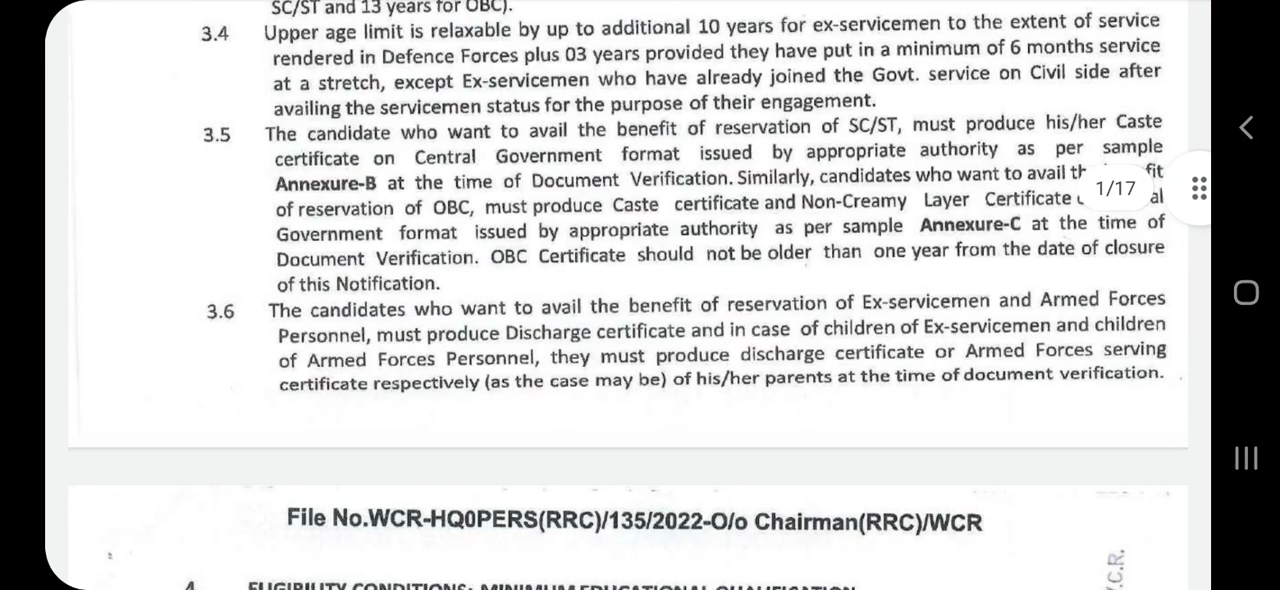 SC/ST and 13 years for OBC).
3.4 Upper age limit is relaxable by up to additional 10 years for ex-servicemen to the extent of service
rendered in Defence Forces plus 03 years provided they have put in a minimum of 6 months service
at a stretch, except Ex-servicemen who have already joined the Govt. service on Civil side after
availing the servicemen status for the purpose of their engagement.
3.5 The candidate who want to avail the benefit of reservation of SC/ST, must produce his/her Caste
certificate on Central Government format issued by appropriate authority as per sample
Annexure-B at the time of Document Verification. Similarly, candidates who want to avail th fit
of reservation of OBC, must produce Caste certificate and Non-Creamy Layer Certificate al
1/17
Government format issued by appropriate authority as per sample Annexure-C at the time of
Document Verification. OBC Certificate should not be older than one year from the date of closure
of this Notification.
3.6 The candidates who want to avail the benefit of reservation of Ex-servicemen and Armed Forces
Personnel, must produce Discharge certificate and in case of children of Ex-servicemen and children
of Armed Forces Personnel, they must produce discharge certificate or Armed Forces serving
certificate respectively (as the case may be) of his/her parents at the time of document verification.
File No.WCR-HQ0PERS(RRC)/135/2022-O/o Chairman(RRC)/WCR
4. ELIGIBILITY CONDITIONS: MINIMUM EDUCATIONAL QUALIFICATION
.C.R.